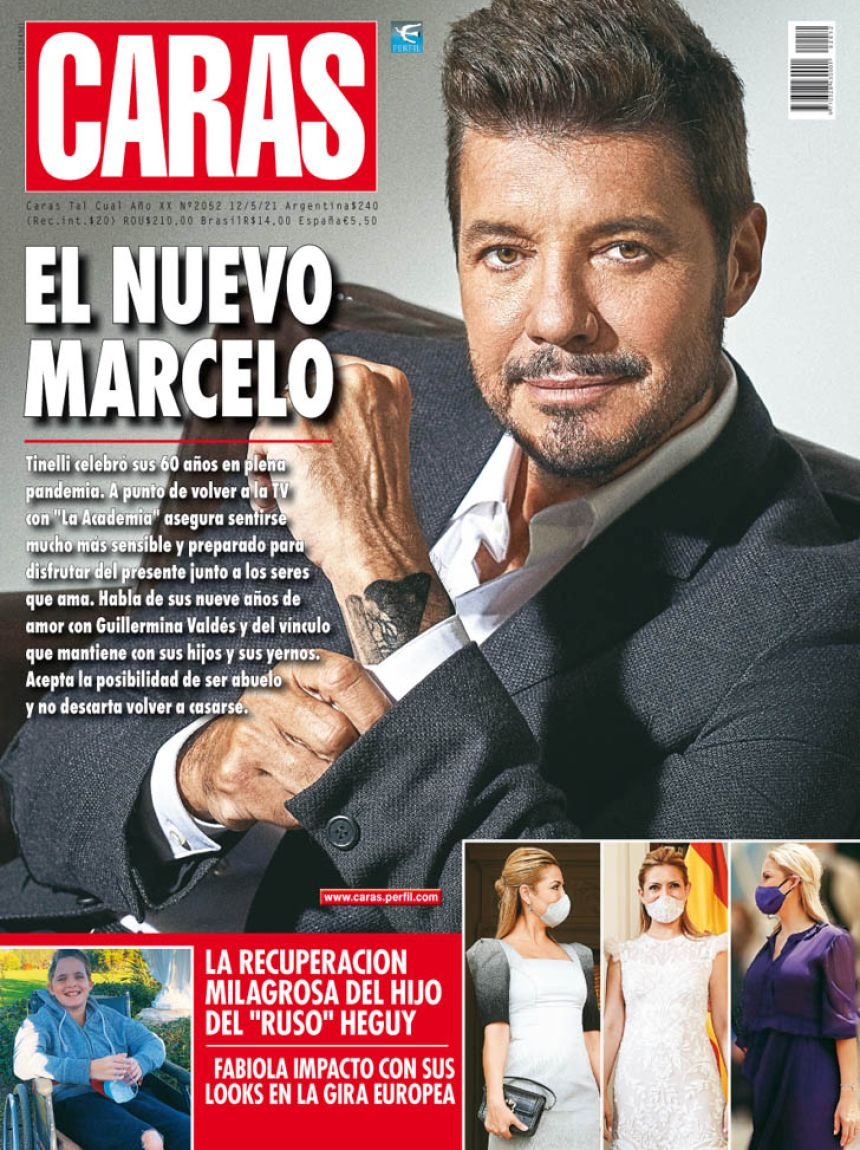 CARAS
PERFIL
Caras Tal Cual Año XX Nº2052 12/5/21 Argentina$240
(Rec.int.$20) ROU$210,00 BrasilR$14,00 España€5,50
EL NUEVO
MARCELO
Tinelli celebró sus 60 años en plena
pandemia. A punto de volver a la TV
con "La Academia" asegura sentirse
mucho más sensible y preparado para
disfrutar del presente junto a los seres
que ama. Habla de sus nueve años de
amor con Guillermina Valdés y del vínculo
que mantiene con sus hijos y sus yernos.
Acepta la posibilidad de ser abuelo
y no descarta volver a casarse.
www.caras.perfil.com
LA RECUPERACION
MILAGROSA DEL HIJO
DEL "RUSO" HEGUY
FABIOLA IMPACTO CON SUS
LOOKS EN LA GIRA EUROPEA